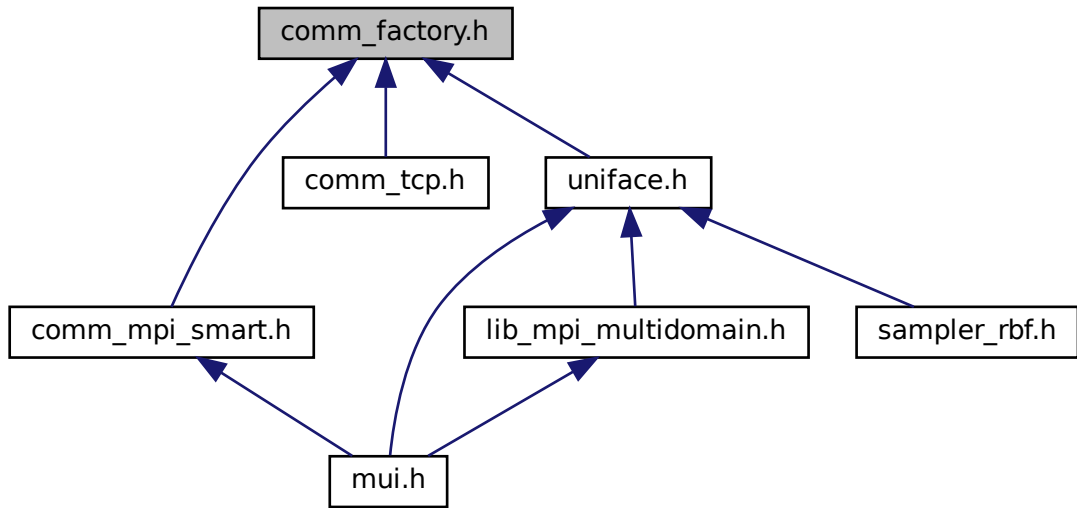 comm_factory.h
comm_tcp.h
uniface.h
comm_mpi_smart.h
lib_mpi_multidomain.h
sampler_rbf.h
mui.h